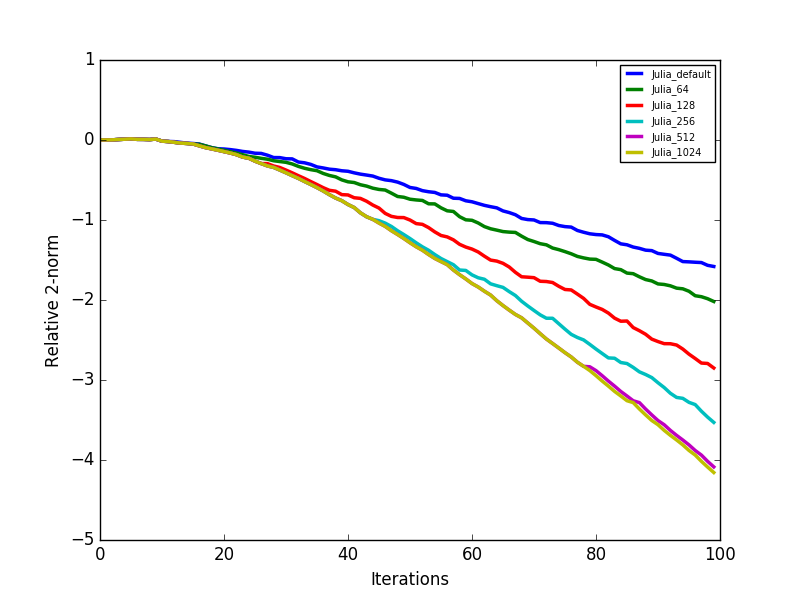 1
0
−1
−2
−3
−4
−5
0 20 40 60 80 100
Relative 2-norm
Iterations
Julia_default
Julia_64
Julia_128
Julia_256
Julia_512
Julia_1024